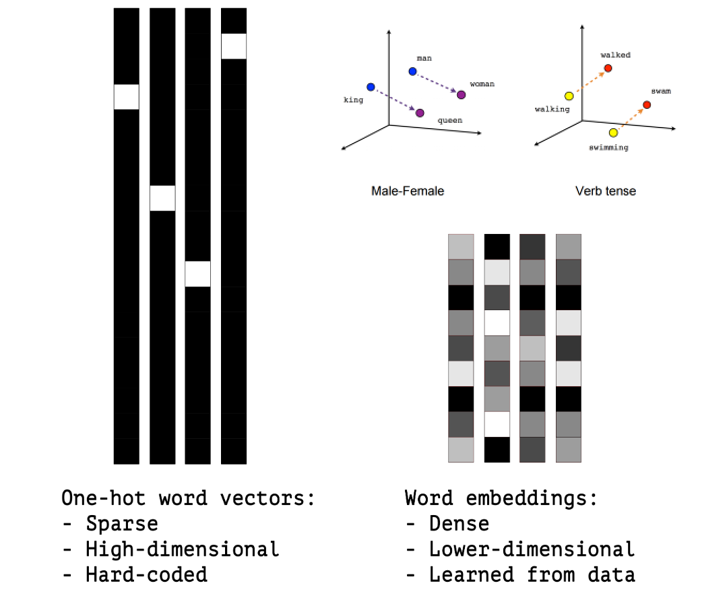 man
woman
king
queen
Male-Female
walked
swam
walking
swimming
Verb tense
One-hot word vectors:
- Sparse
- High-dimensional
- Hard-coded
Word embeddings:
- Dense
- Lower-dimensional
- Learned from data